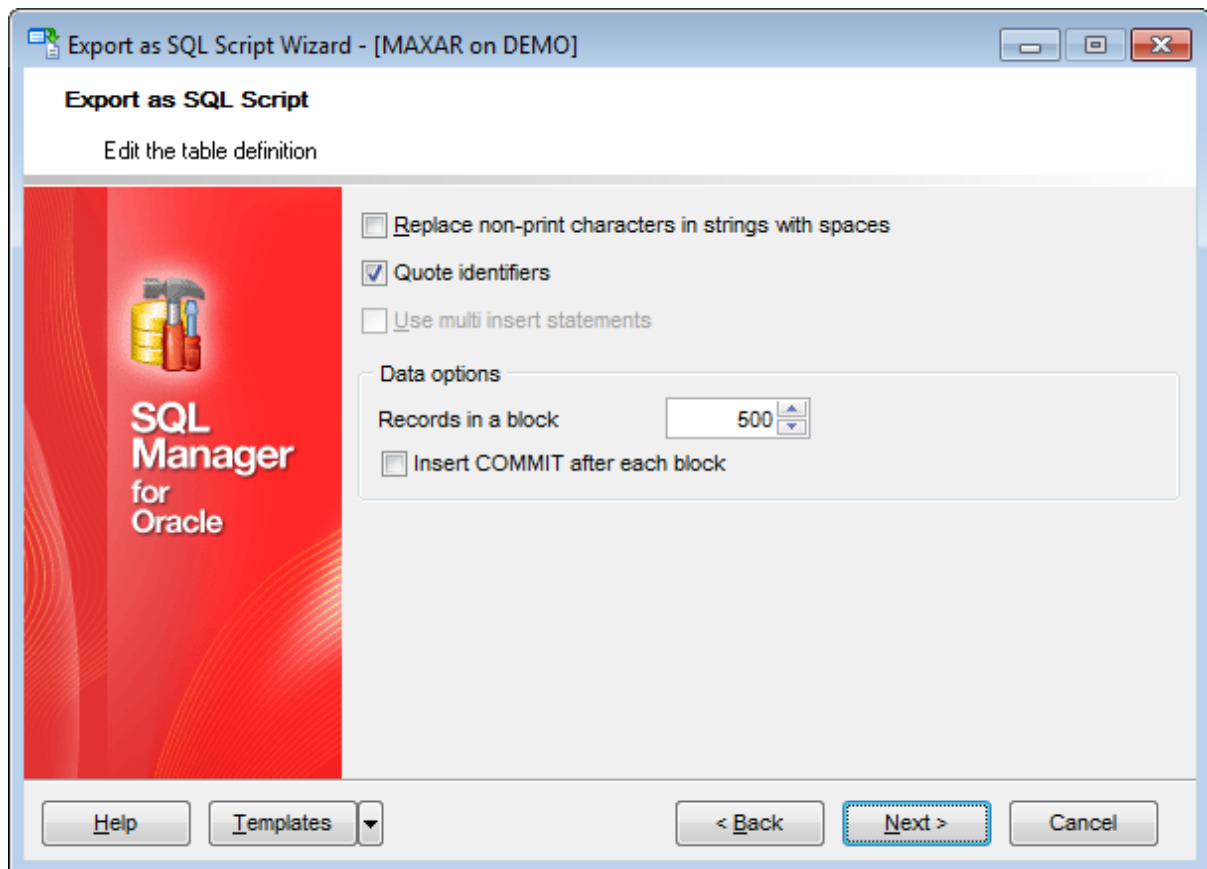 Export as SQL Script Wizard - [MAXAR on DEMO]
Export as SQL Script
Edit the table definition
Replace non-print characters in strings with spaces
Quote identifiers
Use multi insert statements
Data options
Records in a block 500
Insert COMMIT after each block
SQL
Manager
for
Oracle
Help Templates < Back Next > Cancel